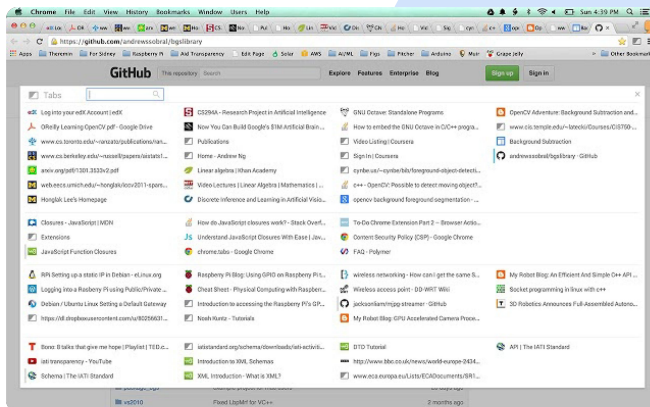 Chrome File Edit View History Bookmarks Window Users Help
Sun 4:39 PM
https://github.com/andrewssobral/bgslibrary
Apps Theremin For Sidney Raspberry Pi Aid Transparency Edit Page Solar AWS AI/ML Figs Pitcher Arduino Muir Grape Jelly Other Bookmarks
GitHub This repository Search Explore Features Enterprise Blog Sign up Sign in
Tabs
Log into your edX Account | edX
CS294A - Research Project in Artificial Intelligence
GNU Octave: Standalone Programs
OpenCV Adventure: Background Subtraction and...
OReilly Learning OpenCV.pdf - Google Drive
Now You Can Build Google's $1M Artificial Brain...
How to embed the GNU Octave in C/C++ progra...
www.cis.temple.edu/~latecki/Courses/CIS750-...
www.cs.toronto.edu/~ranzato/publications/ran...
Publications
Video Listing | Coursera
Background Subtraction
www.cs.berkeley.edu/~russell/papers/aistats1...
Home - Andrew Ng
Sign In | Coursera
andrewssobral/bgslibrary · GitHub
arxiv.org/pdf/1301.3533v2.pdf
Linear algebra | Khan Academy
cynbe.us/~cynbe/bib/foreground-object-detecti...
web.eecs.umich.edu/~honglak/iccv2011-spars...
Video Lectures | Linear Algebra | Mathematics | ...
c++ - OpenCV: Possible to detect moving object?...
Honglak Lee's Homepage
Discrete Inference and Learning in Artificial Visio...
opencv background foreground segmentation - ...
Closures - JavaScript | MDN
How do JavaScript closures work? - Stack Overf...
To-Do Chrome Extension Part 2 -- Browser Actio...
Extensions
Understand JavaScript Closures With Ease | Jav...
Content Security Policy (CSP) - Google Chrome
JavaScript Function Closures
chrome.tabs - Google Chrome
FAQ - Polymer
RPi Setting up a static IP in Debian - eLinux.org
Raspberry Pi Blog: Using GPIO on Raspberry Pi t...
wireless networking - How can i get the same S...
My Robot Blog: An Efficient And Simple C++ API ...
Logging into a Rasberry Pi using Public/Private ...
Cheat Sheet - Physical Computing with Raspberr...
Wireless access point - DD-WRT Wiki
Socket programming in linux with c++
Debian / Ubuntu Linux Setting a Default Gateway
Introduction to accessing the Raspberry Pi's GP...
jacksonliam/mjpg-streamer · GitHub
3D Robotics Announces Full-Assembled Autono...
https://dl.dropboxusercontent.com/u/80256631...
Noah Kuntz - Tutorials
My Robot Blog: GPU Accelerated Camera Proce...
Bono: 8 talks that give me hope | Playlist | TED.c...
iatistandard.org/schema/downloads/iati-activiti...
DTD Tutorial
API | The IATI Standard
iati transparency - YouTube
Introduction to XML Schemas
http://www.bbc.co.uk/news/world-europe-2434...
Schema | The IATI Standard
XML Introduction - What is XML?
www.eca.europa.eu/Lists/ECADocuments/SR1...
vs2010 Fixed LbpMrf for VC++ 2 months ago